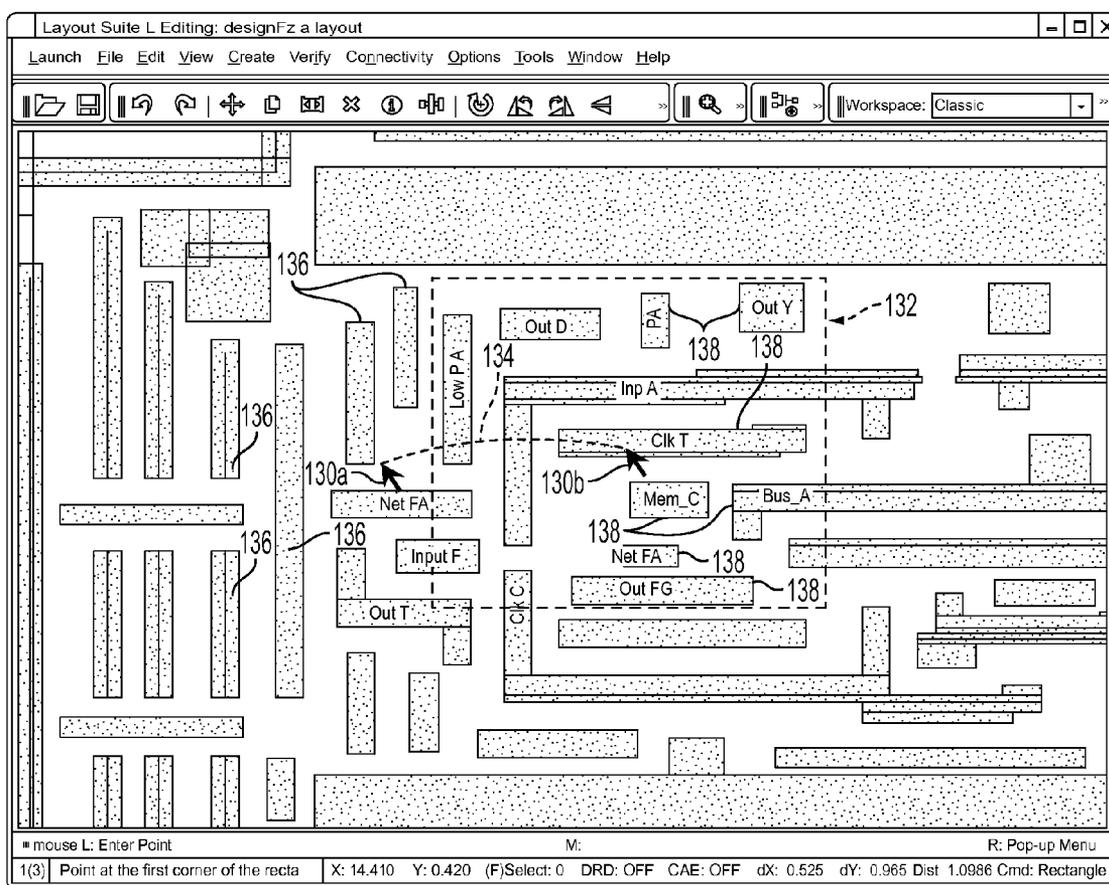 Layout Suite L Editing: designFz a layout
Launch File Edit View Create Verify Connectivity Options Tools Window Help
Workspace: Classic
136
132
Out D
PA
Out Y
138
138
Low P A
134
Inp A
136
Clk T
130a
130b
Net FA
Mem_C
Bus_A
138
136
136
Input F
Net FA
138
Out FG
138
Out T
Clk C
mouse L: Enter Point M: R: Pop-up Menu
1(3) Point at the first corner of the recta X: 14.410 Y: 0.420 (F)Select: 0 DRD: OFF CAE: OFF dX: 0.525 dY: 0.965 Dist 1.0986 Cmd: Rectangle